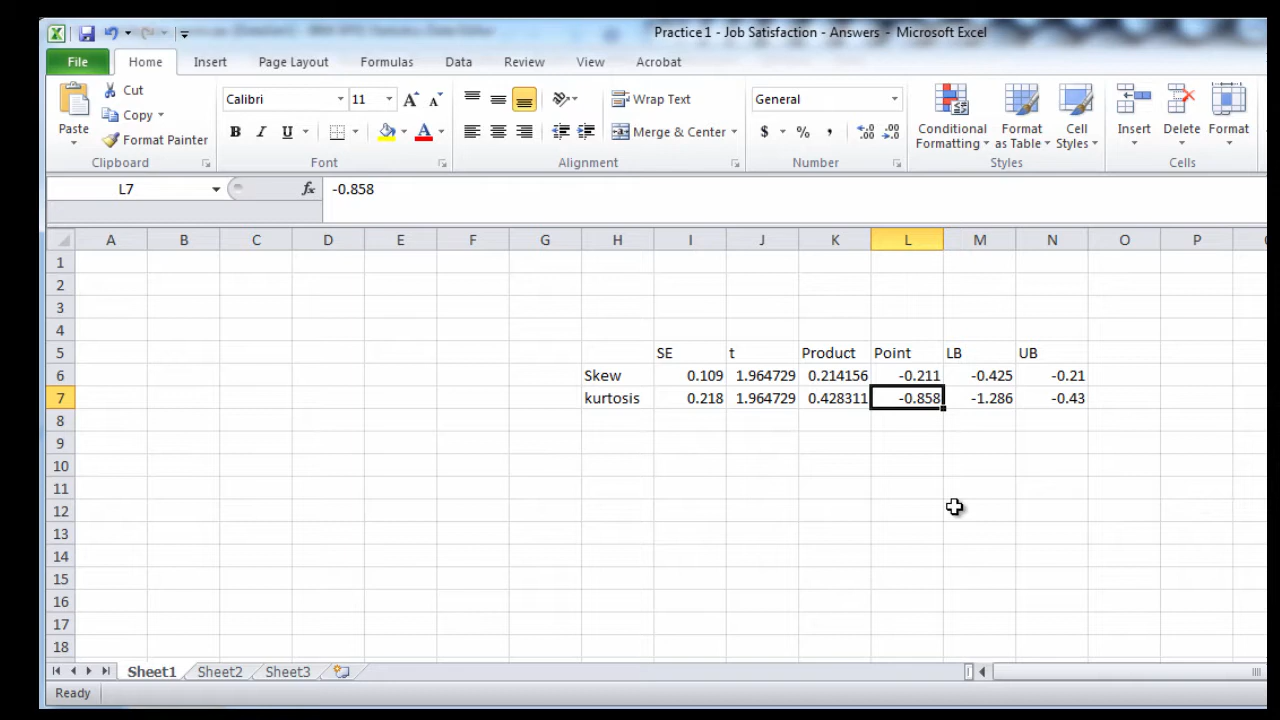 Practice1 - Job Satisfaction - Answers - Microsoft Excel
File Home Insert Page Layout Formulas Data Review View Acrobat
Paste
Cut
Copy
Format Painter
Clipboard
Calibri 11 A A
B I U A
Font
Wrap Text
Merge & Center
Alignment
General
$ % , .0 .00 .00 .0
Number
Conditional Formatting
Format as Table
Cell Styles
Styles
Insert Delete Format
Cells
L7 fx -0.858
A B C D E F G H I J K L M N O P
1
2
3
4
5 SE t Product Point LB UB
6 Skew 0.109 1.964729 0.214156 -0.211 -0.425 -0.21
7 kurtosis 0.218 1.964729 0.428311 -0.858 -1.286 -0.43
8
9
10
11
12
13
14
15
16
17
18
Sheet1 Sheet2 Sheet3
Ready